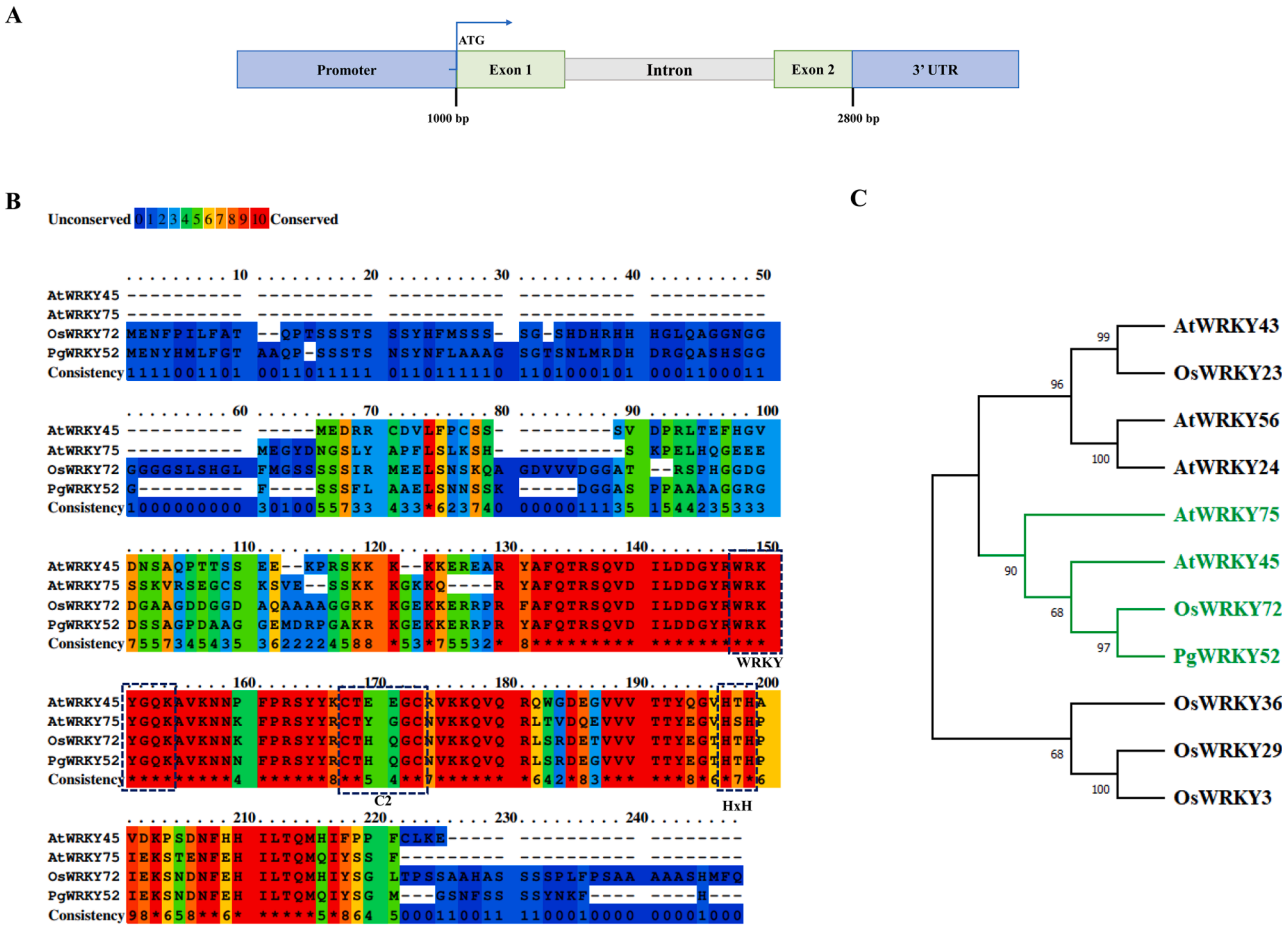 A
ATG
Promoter
Exon 1
Intron
Exon 2
3' UTR
1000 bp
2800 bp
B
Unconserved 0 1 2 3 4 5 6 7 8 9 10 Conserved
. . . . . . . . . 10 . . . . . . . . . 20 . . . . . . . . . 30 . . . . . . . . . 40 . . . . . . . . . 50
AtWRKY45 ---------- ---------- ---------- ---------- ----------
AtWRKY75 ---------- ---------- ---------- ---------- ----------
OsWRKY72 MENFPILFAT --QPTSSSTS SSYHFMSSS- SG-SHDHRHH HGLQAGGNGG
PgWRKY52 MENYHMLFGT AAQP-SSSTS NSYNFLAAAG SGTSNLMRDH DRGQASHSGG
Consistency 1111001101 0011011111 0110111110 1101000101 0001100011
. . . . . . . . . 60 . . . . . . . . . 70 . . . . . . . . . 80 . . . . . . . . . 90 . . . . . . . . . 100
AtWRKY45 ---------- -----MEDRR CDVLFPCSS- --------SV DPRLTEFHGV
AtWRKY75 ---------- MEGYDNGSLY APFLSLKSH- ---------S KPELHQGEEE
OsWRKY72 GGGGSLSHGL FMGSSSSSIR MEELSNSKQA GDVVVDGGAT --RSPHGGDG
PgWRKY52 G--------- F----SSSFL AAELSNNSSK -----DGGAS PPAAAAGGRG
Consistency 1000000000 3010055733 433*623740 0000011135 1544235333
. . . . . . . . . 110 . . . . . . . . . 120 . . . . . . . . . 130 . . . . . . . . . 140 . . . . . . . . . 150
AtWRKY45 DNSAQPTTSS EE--KPRSKK K--KKEREAR YAFQTRSQVD ILDDGYRWRK
AtWRKY75 SSKVRSEGCS KSVE--SSKK KGKKQ----R YAFQTRSQVD ILDDGYRWRK
OsWRKY72 DGAAGDDGGD AQAAAAGGRK KGEKKERRPR FAFQTRSQVD ILDDGYRWRK
PgWRKY52 DSSAGPDAAG GEMDRPGAKR KGEKKERRPR YAFQTRSQVD ILDDGYRWRK
Consistency 7557345435 3622224588 *53*75532* 8********* **********
WRKY
. . . . . . . . . 160 . . . . . . . . . 170 . . . . . . . . . 180 . . . . . . . . . 190 . . . . . . . . . 200
AtWRKY45 YGQKAVKNNP FPRSYYKCTE EGCRVKKQVQ RQWGDEGVVV TTYQGVHTHA
AtWRKY75 YGQKAVKNNK FPRSYYRCTY GGCNVKKQVQ RLTVDQEVVV TTYEGVHSHP
OsWRKY72 YGQKAVKNNK FPRSYYRCTH QGCNVKKQVQ RLSRDETVVV TTYEGTHTHP
PgWRKY52 YGQKAVKNNN FPRSYYRCTH QGCNVKKQVQ RLSRDETVVV TTYEGTHTHP
Consistency *********4 ******8**5 4**7****** *642*83*** ***8*6*7*6
C2
HxH
. . . . . . . . . 210 . . . . . . . . . 220 . . . . . . . . . 230 . . . . . . . . . 240 . . . . . . . .
AtWRKY45 VDKPSDNFHH ILTQMHIFPP FCLKE----- ---------- --------
AtWRKY75 IEKSTENFEH ILTQMQIYSS F--------- ---------- --------
OsWRKY72 IEKSNDNFEH ILTQMQIYSG LTPSSAAHAS SSSPLFPSAA AAASHMFQ
PgWRKY52 IEKSNDNFEH ILTQMQIYSG M---GSNFSS SSYNKF---- ---H----
Consistency 98*658**6* *****5*864 5000110011 1101000000 00001000
C
AtWRKY43
OsWRKY23
AtWRKY56
AtWRKY24
AtWRKY75
AtWRKY45
OsWRKY72
PgWRKY52
OsWRKY36
OsWRKY29
OsWRKY3
99
96
100
90
68
97
68
100